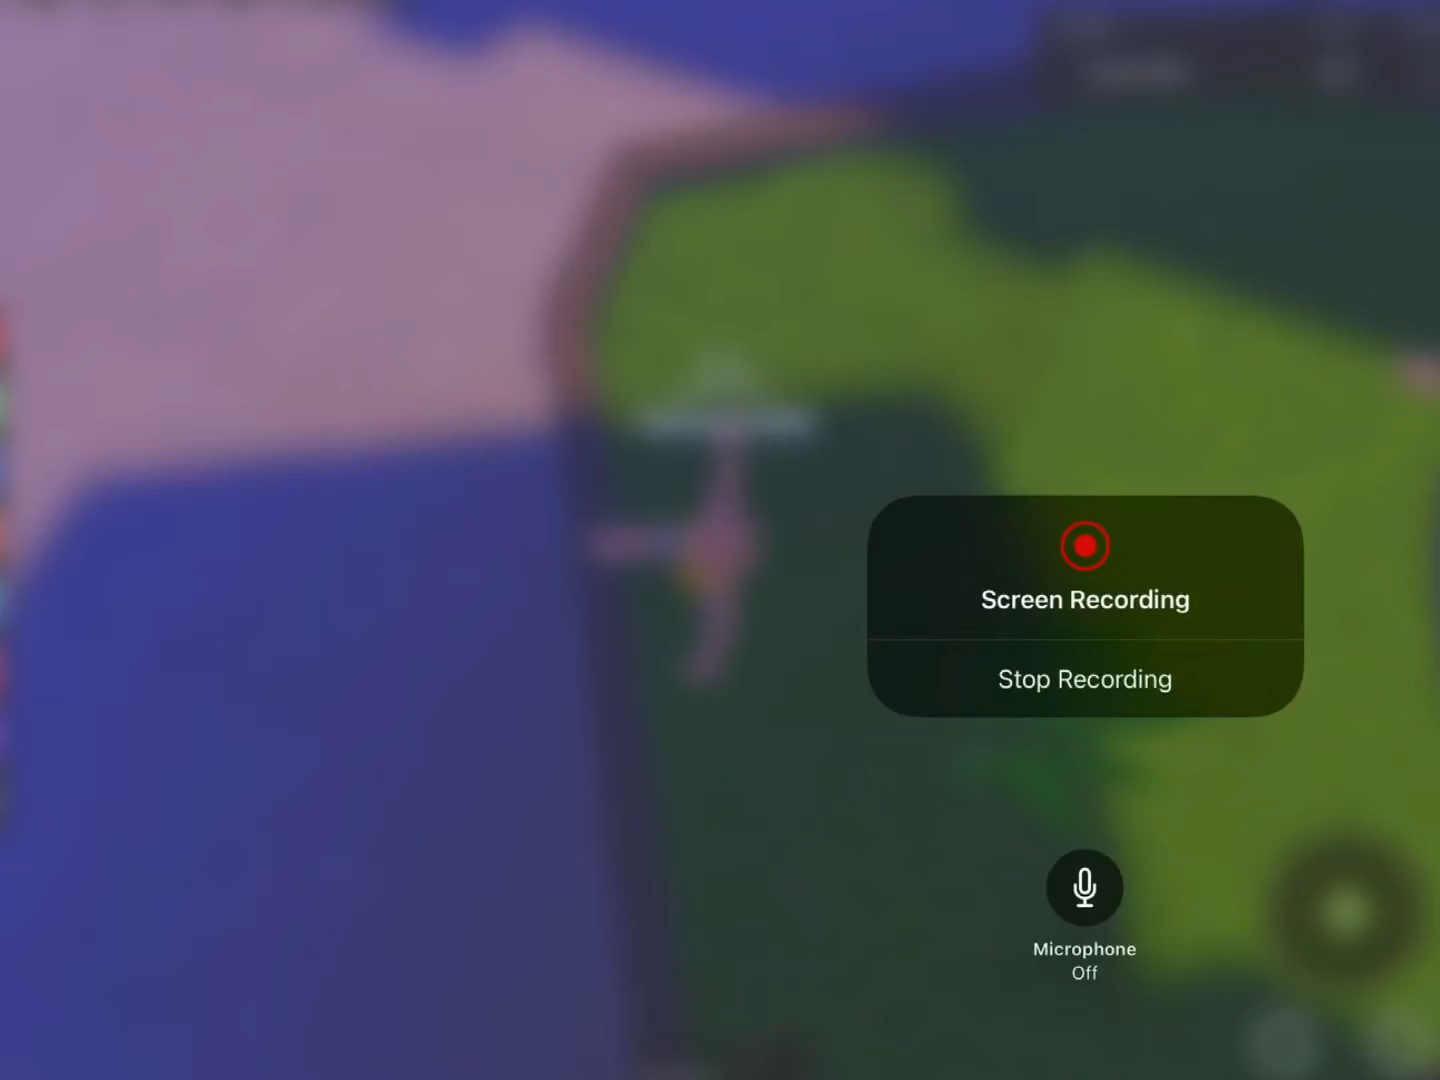 Screen Recording
Stop Recording
Microphone
Off